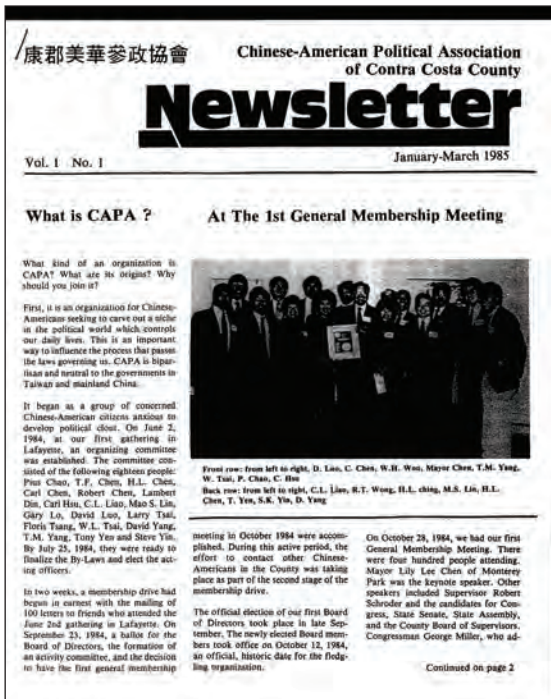 康郡美華參政協會
Chinese-American Political Association
of Contra Costa County
Newsletter
Vol. 1 No. 1
January-March 1985
What is CAPA ?
What kind of an organization is
CAPA? What are its origins? Why
should you join it?
First, it is an organization for Chinese-
Americans seeking to carve out a niche
in the political world which controls
our daily lives. This is an important
way to influence the process that passes
the laws governing us. CAPA is bipar-
tisan and neutral to the governments in
Taiwan and mainland China.
It began as a group of concerned
Chinese-American citizens anxious to
develop political clout. On June 2,
1984, at our first gathering in
Lafayette, an organizing committee
was established. The committee con-
sisted of the following eighteen people:
Pius Chao, T.F. Chen, H.L. Chen,
Carl Chen, Robert Chen, Lambert
Din, Carl Hsu, C.L. Liao, Mao S. Lin,
Gary Lo, David Luo, Larry Tsai,
Floris Tsang, W.L. Tsai, David Yang,
T.M. Yang, Tony Yen and Steve Yin.
By July 25, 1984, they were ready to
finalize the By-Laws and elect the act-
ing officers.
In two weeks, a membership drive had
begun in earnest with the mailing of
100 letters to friends who attended the
June 2nd gathering in Lafayette. On
September 23, 1984, a ballot for the
Board of Directors, the formation of
an activity committee, and the decision
to have the first general membership
At The 1st General Membership Meeting
Front row: from left to right, D. Luo, C. Chen, W.H. Woo, Mayor Chen, T.M. Yang,
W. Tsai, P. Chao, C. Hsu
Back row: from left to right, C.L. Liao, R.T. Wong, H.L. ching, M.S. Lin, H.L.
Chen, T. Yen, S.K. Yin, D. Yang
meeting in October 1984 were accom-
plished. During this active period, the
effort to contact other Chinese-
Americans in the County was taking
place as part of the second stage of the
membership drive.
The official election of our first Board
of Directors took place in late Sep-
tember. The newly elected Board mem-
bers took office on October 12, 1984,
an official, historic date for the fledg-
ling organization.
On October 28, 1984, we had our first
General Membership Meeting. There
were four hundred people attending.
Mayor Lily Lee Chen of Monterey
Park was the keynote speaker. Other
speakers included Supervisor Robert
Schroder and the candidates for Con-
gress, State Senate, State Assembly,
and the County Board of Supervisors.
Congressman George Miller, who ad-
Continued on page 2